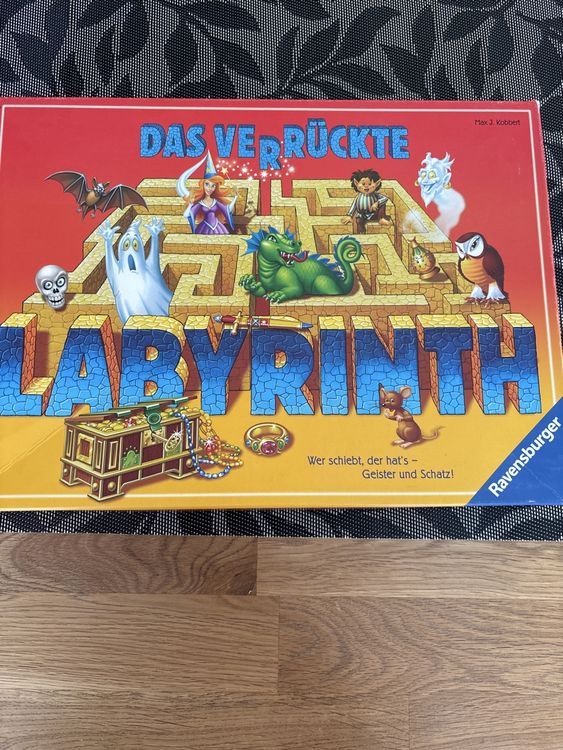 Max J. Kobbert
DAS VERRÜCKTE
LABYRINTH
Wer schiebt, der hat's –
Geister und Schatz!
Ravensburger